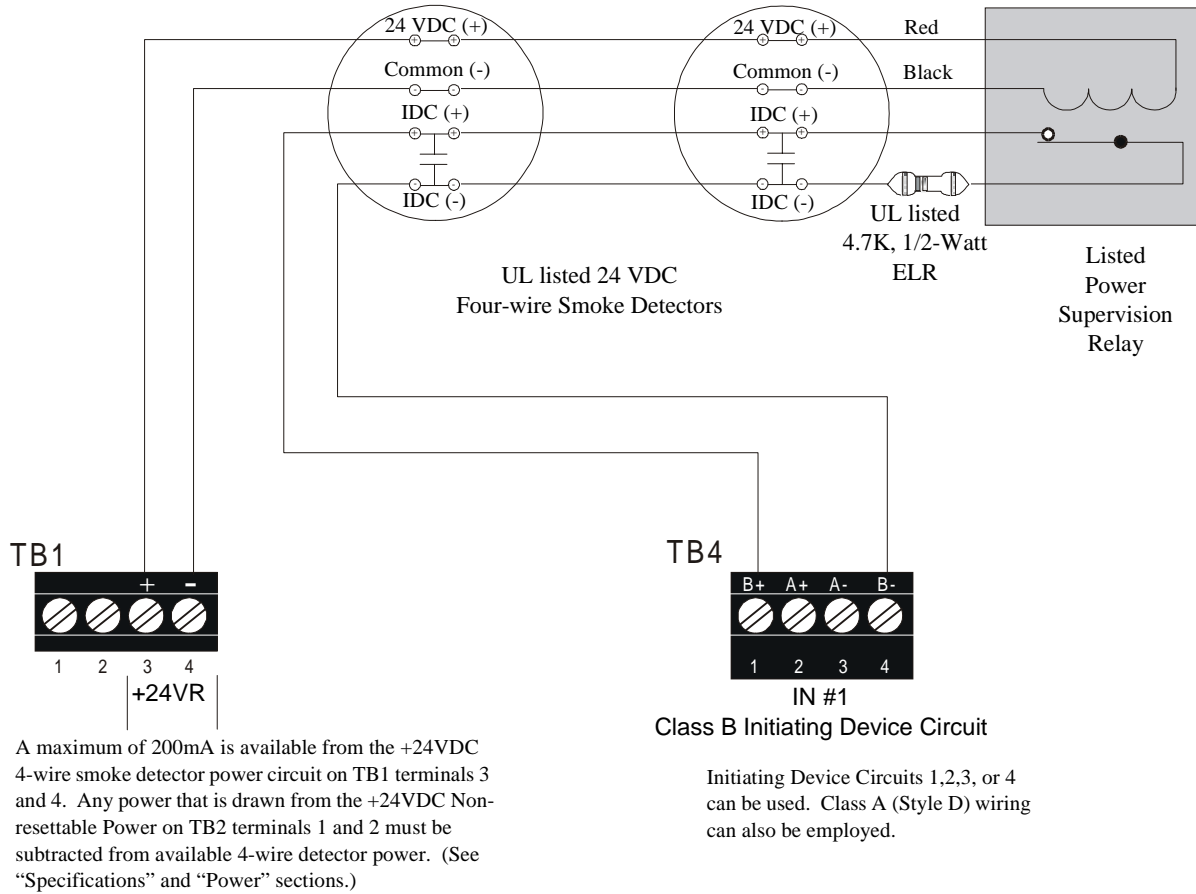 24 VDC (+)
24 VDC (+)
Red
Common (-)
Common (-)
Black
IDC (+)
IDC (+)
IDC (-)
IDC (-)
UL listed
4.7K, 1/2-Watt
ELR
Listed
Power
Supervision
Relay
UL listed 24 VDC
Four-wire Smoke Detectors
TB1
+ -
1 2 3 4
+24VR
TB4
B+ A+ A- B-
1 2 3 4
IN #1
Class B Initiating Device Circuit
A maximum of 200mA is available from the +24VDC
4-wire smoke detector power circuit on TB1 terminals 3
and 4. Any power that is drawn from the +24VDC Non-
resettable Power on TB2 terminals 1 and 2 must be
subtracted from available 4-wire detector power. (See
“Specifications” and “Power” sections.)
Initiating Device Circuits 1,2,3, or 4
can be used. Class A (Style D) wiring
can also be employed.